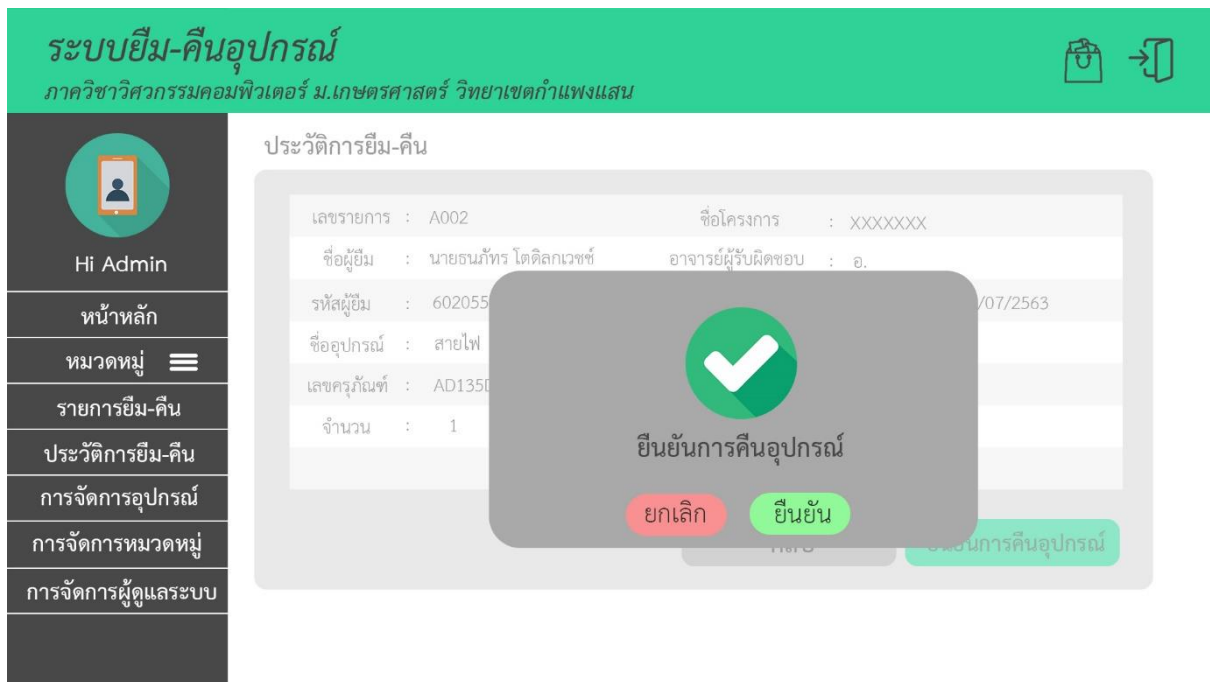 ระบบยืม-คืนอุปกรณ์
ภาควิชาวิศวกรรมคอมพิวเตอร์ ม.เกษตรศาสตร์ วิทยาเขตกำแพงแสน
Hi Admin
หน้าหลัก
หมวดหมู่
รายการยืม-คืน
ประวัติการยืม-คืน
การจัดการอุปกรณ์
การจัดการหมวดหมู่
การจัดการผู้ดูแลระบบ
ประวัติการยืม-คืน
เลขรายการ : A002 ชื่อโครงการ : XXXXXXX
ชื่อผู้ยืม : นายธนภัทร โตดิลกเวชช์ อาจารย์ผู้รับผิดชอบ : อ.
รหัสผู้ยืม : 602055 /07/2563
ชื่ออุปกรณ์ : สายไฟ
เลขครุภัณฑ์ : AD135
จำนวน : 1
ยืนยันการคืนอุปกรณ์
ยกเลิก ยืนยัน
นการคืนอุปกรณ์